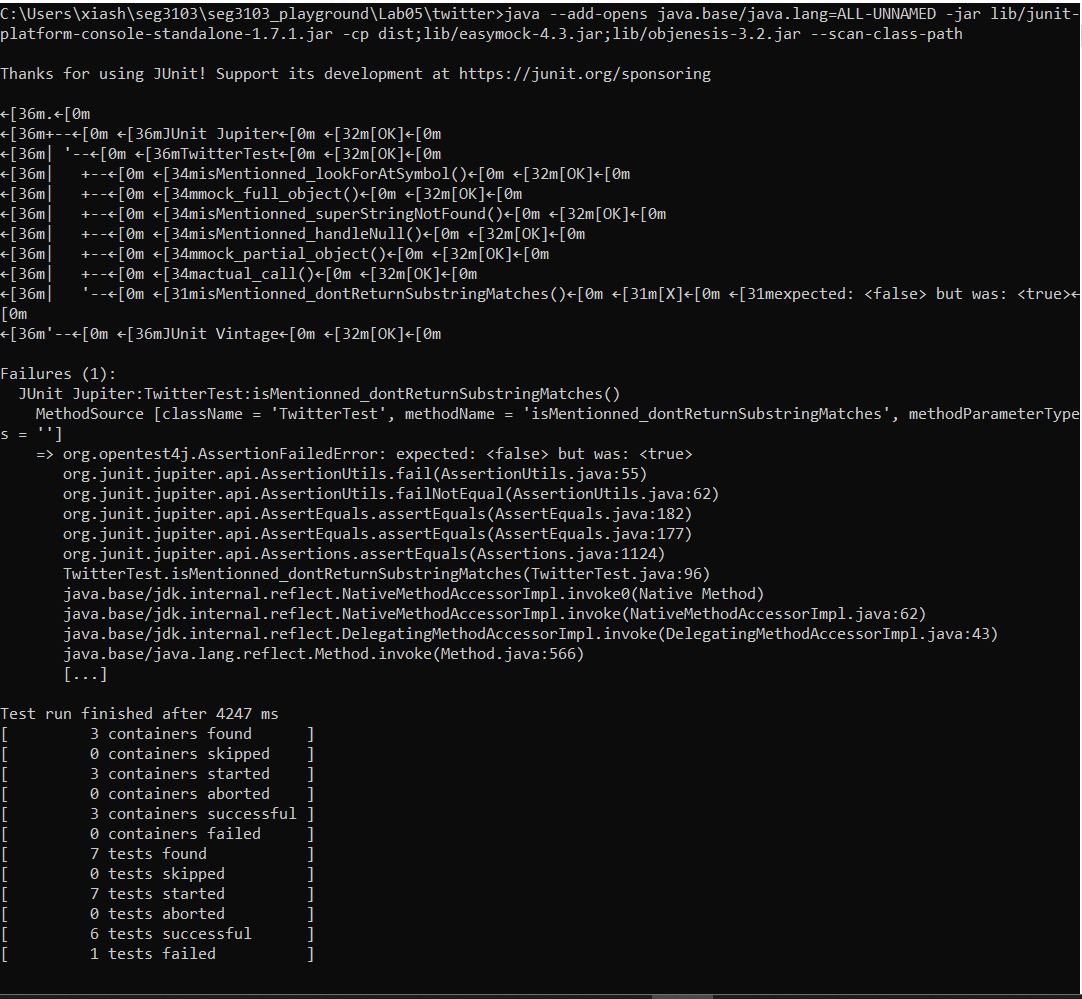 C:\Users\xiash\seg3103\seg3103_playground\Lab05\twitter>java --add-opens java.base/java.lang=ALL-UNNAMED -jar lib/junit-
platform-console-standalone-1.7.1.jar -cp dist;lib/easymock-4.3.jar;lib/objenesis-3.2.jar --scan-class-path
Thanks for using JUnit! Support its development at https://junit.org/sponsoring
←[36m.←[0m
←[36m+--←[0m ←[36mJUnit Jupiter←[0m ←[32m[OK]←[0m
←[36m| '--←[0m ←[36mTwitterTest←[0m ←[32m[OK]←[0m
←[36m|   +--←[0m ←[34misMentionned_lookForAtSymbol()←[0m ←[32m[OK]←[0m
←[36m|   +--←[0m ←[34mmock_full_object()←[0m ←[32m[OK]←[0m
←[36m|   +--←[0m ←[34misMentionned_superStringNotFound()←[0m ←[32m[OK]←[0m
←[36m|   +--←[0m ←[34misMentionned_handleNull()←[0m ←[32m[OK]←[0m
←[36m|   +--←[0m ←[34mmock_partial_object()←[0m ←[32m[OK]←[0m
←[36m|   +--←[0m ←[34mactual_call()←[0m ←[32m[OK]←[0m
←[36m|   '--←[0m ←[31misMentionned_dontReturnSubstringMatches()←[0m ←[31m[X]←[0m ←[31mexpected: <false> but was: <true>←
[0m
←[36m'--←[0m ←[36mJUnit Vintage←[0m ←[32m[OK]←[0m
Failures (1):
  JUnit Jupiter:TwitterTest:isMentionned_dontReturnSubstringMatches()
    MethodSource [className = 'TwitterTest', methodName = 'isMentionned_dontReturnSubstringMatches', methodParameterType
s = '']
    => org.opentest4j.AssertionFailedError: expected: <false> but was: <true>
       org.junit.jupiter.api.AssertionUtils.fail(AssertionUtils.java:55)
       org.junit.jupiter.api.AssertionUtils.failNotEqual(AssertionUtils.java:62)
       org.junit.jupiter.api.AssertEquals.assertEquals(AssertEquals.java:182)
       org.junit.jupiter.api.AssertEquals.assertEquals(AssertEquals.java:177)
       org.junit.jupiter.api.Assertions.assertEquals(Assertions.java:1124)
       TwitterTest.isMentionned_dontReturnSubstringMatches(TwitterTest.java:96)
       java.base/jdk.internal.reflect.NativeMethodAccessorImpl.invoke0(Native Method)
       java.base/jdk.internal.reflect.NativeMethodAccessorImpl.invoke(NativeMethodAccessorImpl.java:62)
       java.base/jdk.internal.reflect.DelegatingMethodAccessorImpl.invoke(DelegatingMethodAccessorImpl.java:43)
       java.base/java.lang.reflect.Method.invoke(Method.java:566)
       [...]
Test run finished after 4247 ms
[         3 containers found      ]
[         0 containers skipped    ]
[         3 containers started    ]
[         0 containers aborted    ]
[         3 containers successful ]
[         0 containers failed     ]
[         7 tests found           ]
[         0 tests skipped         ]
[         7 tests started         ]
[         0 tests aborted         ]
[         6 tests successful      ]
[         1 tests failed          ]